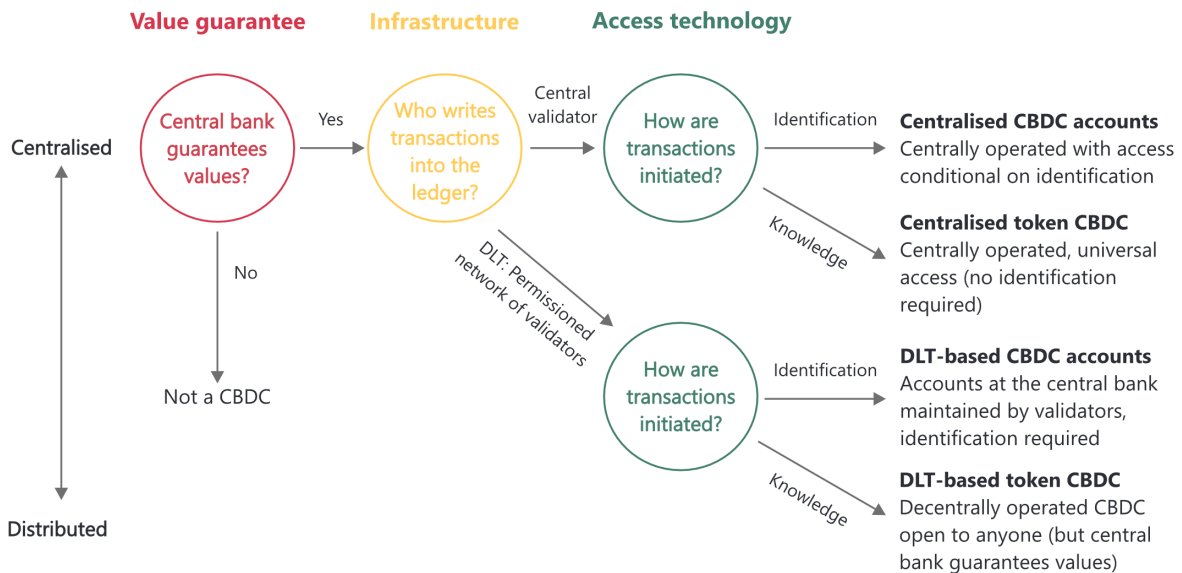 Value guarantee
Infrastructure
Access technology
Centralised
Distributed
Central bank
guarantees
values?
Yes
No
Not a CBDC
Who writes
transactions
into the
ledger?
Central
validator
DLT: Permissioned
network of validators
How are
transactions
initiated?
Identification
Knowledge
Centralised CBDC accounts
Centrally operated with access
conditional on identification
Centralised token CBDC
Centrally operated, universal
access (no identification
required)
How are
transactions
initiated?
Identification
Knowledge
DLT-based CBDC accounts
Accounts at the central bank
maintained by validators,
identification required
DLT-based token CBDC
Decentrally operated CBDC
open to anyone (but central
bank guarantees values)